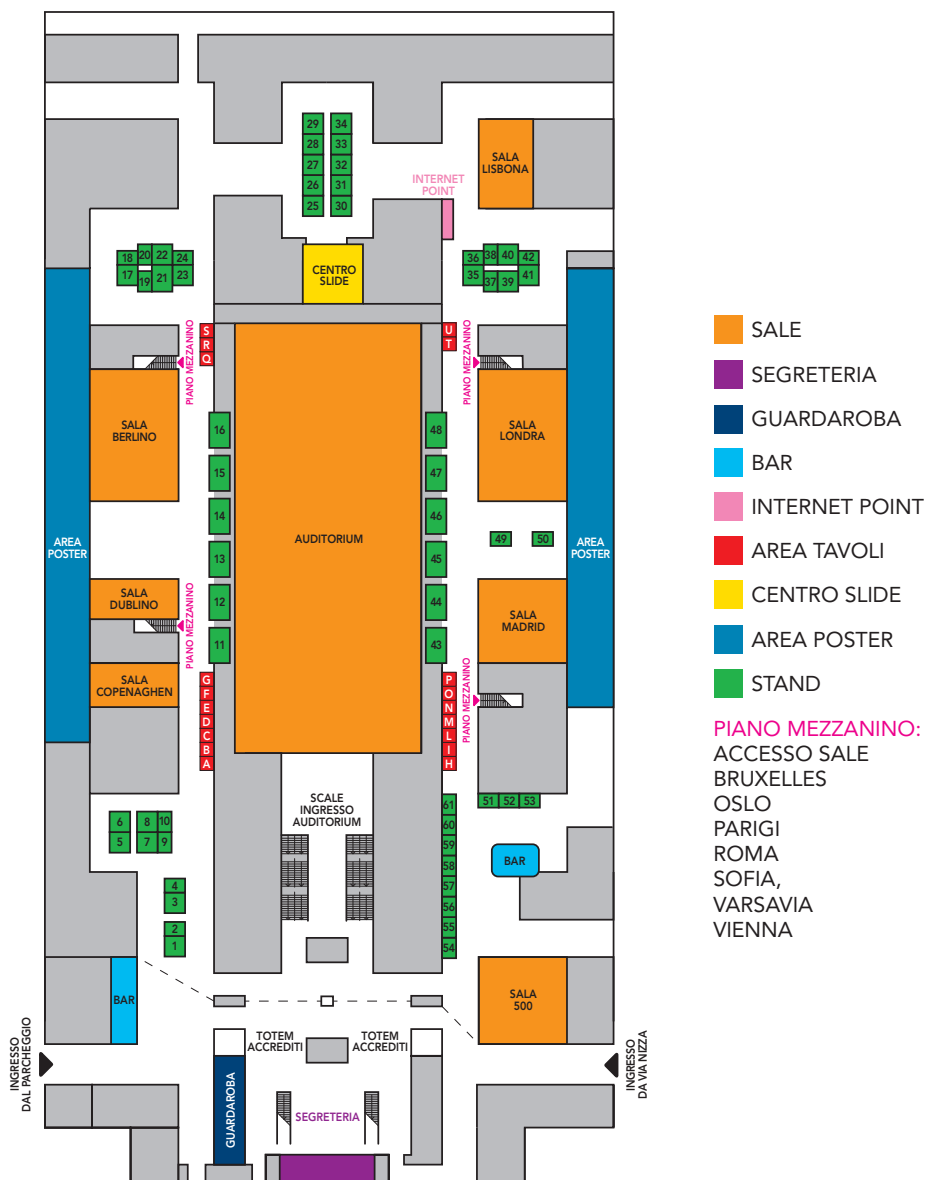 29 34
28 33
27 32
26 31
25 30
SALA
LISBONA
INTERNET
POINT
18 20 22 24
17 19 21 23
CENTRO
SLIDE
36 38 40 42
35 37 39 41
S
R
Q
PIANO MEZZANINO
U
T
PIANO MEZZANINO
SALA
BERLINO
SALA
LONDRA
16
15
14
13
12
11
AUDITORIUM
48
47
46
45
44
43
49 50
AREA
POSTER
AREA
POSTER
SALA
DUBLINO
PIANO MEZZANINO
SALA
COPENAGHEN
SALA
MADRID
PIANO MEZZANINO
G
F
E
D
C
B
A
P
O
N
M
L
I
H
SCALE
INGRESSO
AUDITORIUM
51 52 53
61
60
59
58
57
56
55
54
6 8 10
5 7 9
4
3
2
1
BAR
BAR
SALA
500
INGRESSO
DAL PARCHEGGIO
TOTEM
ACCREDITI
TOTEM
ACCREDITI
INGRESSO
DA VIA NIZZA
GUARDAROBA
SEGRETERIA
SALE
SEGRETERIA
GUARDAROBA
BAR
INTERNET POINT
AREA TAVOLI
CENTRO SLIDE
AREA POSTER
STAND
PIANO MEZZANINO:
ACCESSO SALE
BRUXELLES
OSLO
PARIGI
ROMA
SOFIA,
VARSAVIA
VIENNA